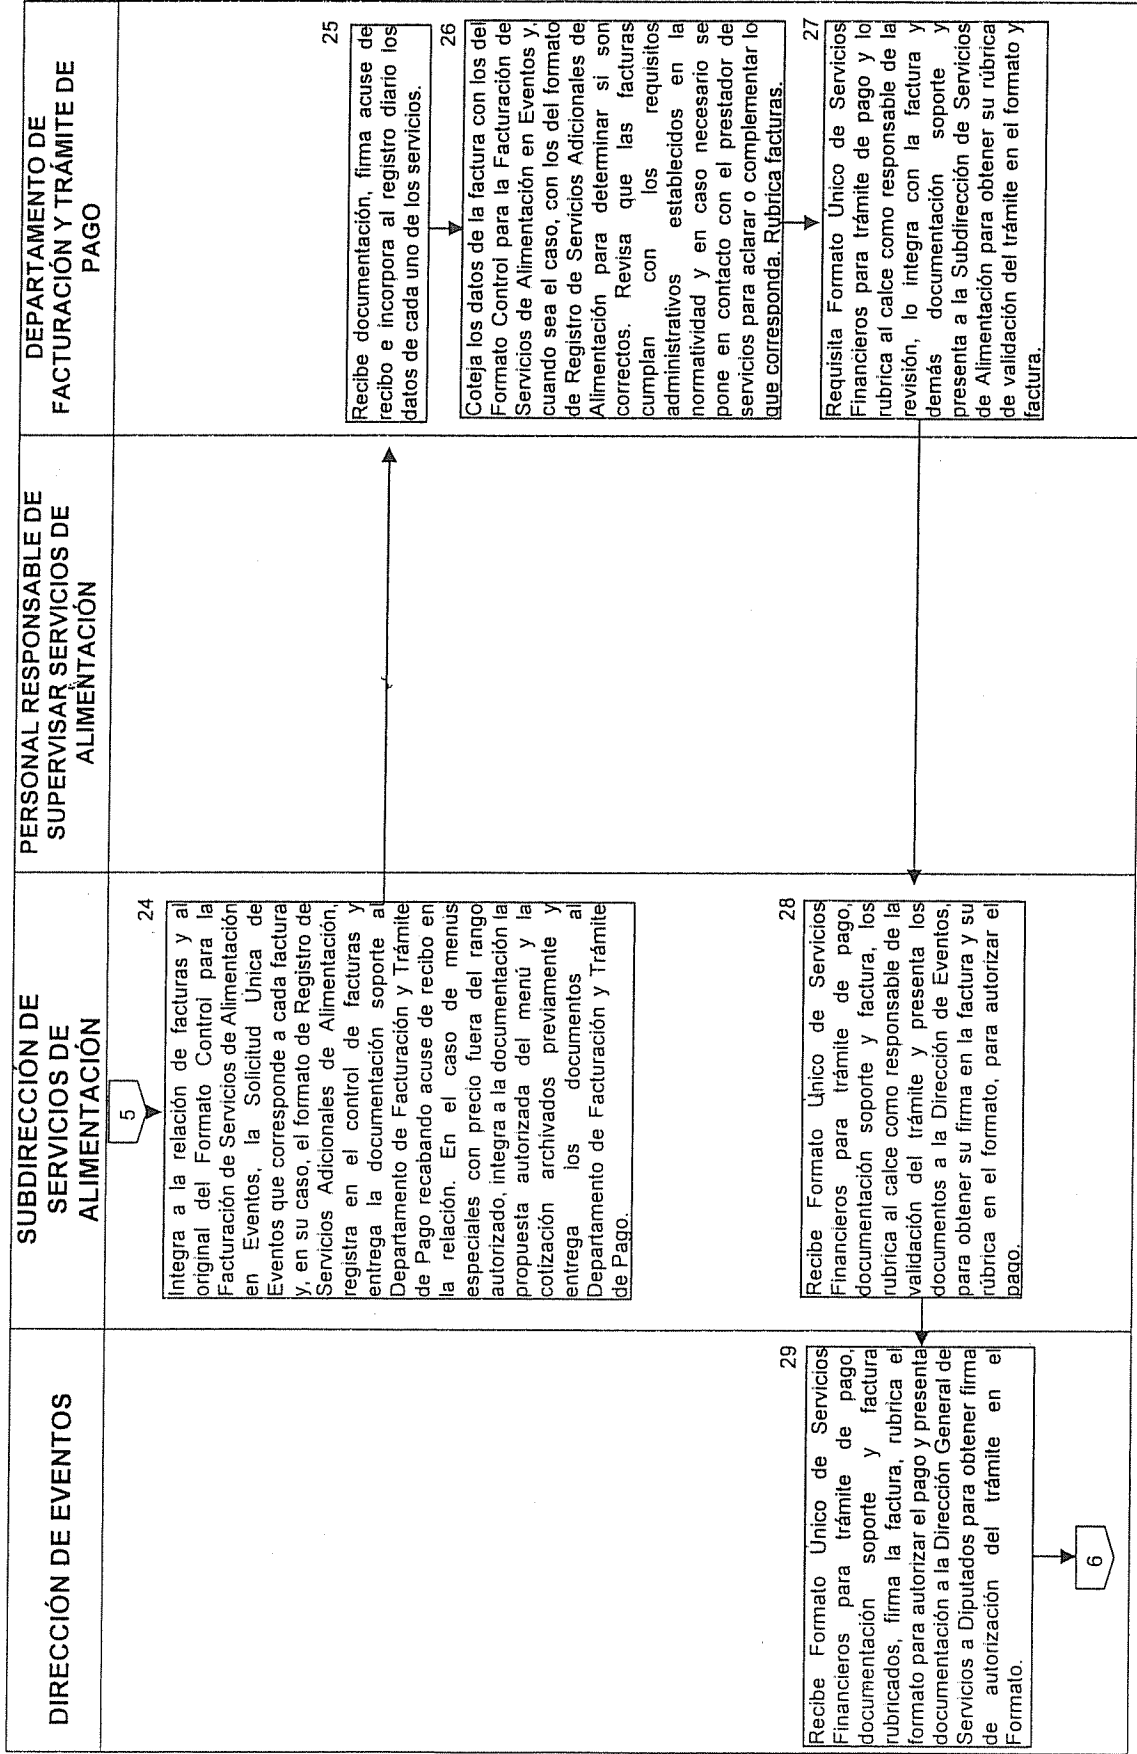 DIRECCIÓN DE EVENTOS
SUBDIRECCIÓN DE
SERVICIOS DE
ALIMENTACIÓN
PERSONAL RESPONSABLE DE
SUPERVISAR SERVICIOS DE
ALIMENTACIÓN
DEPARTAMENTO DE
FACTURACIÓN Y TRÁMITE DE
PAGO
5
24
Integra a la relación de facturas y al
original del Formato Control para la
Facturación de Servicios de Alimentación
en Eventos, la Solicitud Única de
Eventos que corresponde a cada factura
y, en su caso, el formato de Registro de
Servicios Adicionales de Alimentación,
registra en el control de facturas y
entrega la documentación soporte al
Departamento de Facturación y Trámite
de Pago recabando acuse de recibo en
la relación. En el caso de menus
especiales con precio fuera del rango
autorizado, integra a la documentación la
propuesta autorizada del menú y la
cotización archivados previamente y
entrega los documentos al
Departamento de Facturación y Trámite
de Pago.
25
Recibe documentación, firma acuse de
recibo e incorpora al registro diario los
datos de cada uno de los servicios.
26
Coteja los datos de la factura con los del
Formato Control para la Facturación de
Servicios de Alimentación en Eventos y,
cuando sea el caso, con los del formato
de Registro de Servicios Adicionales de
Alimentación para determinar si son
correctos. Revisa que las facturas
cumplan con los requisitos
administrativos establecidos en la
normatividad y en caso necesario se
pone en contacto con el prestador de
servicios para aclarar o complementar lo
que corresponda. Rubrica facturas.
27
Requisita Formato Único de Servicios
Financieros para trámite de pago y lo
rubrica al calce como responsable de la
revisión, lo integra con la factura y
demás documentación soporte y
presenta a la Subdirección de Servicios
de Alimentación para obtener su rúbrica
de validación del trámite en el formato y
factura.
28
Recibe Formato Único de Servicios
Financieros para trámite de pago,
documentación soporte y factura, los
rubrica al calce como responsable de la
validación del trámite y presenta los
documentos a la Dirección de Eventos,
para obtener su firma en la factura y su
rúbrica en el formato, para autorizar el
pago.
29
Recibe Formato Único de Servicios
Financieros para trámite de pago,
documentación soporte y factura
rubricados, firma la factura, rubrica el
formato para autorizar el pago y presenta
documentación a la Dirección General de
Servicios a Diputados para obtener firma
de autorización del trámite en el
Formato.
6